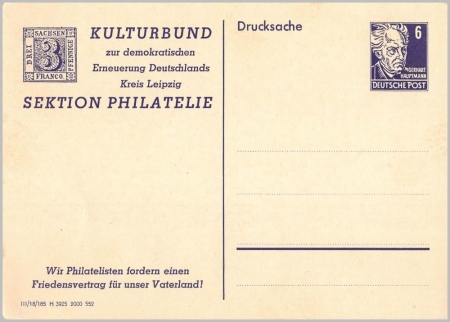 SACHSEN
DREI
3
PFENNIGE
FRANCO.
KULTURBUND
zur demokratischen
Erneuerung Deutschlands
Kreis Leipzig
SEKTION PHILATELIE
Wir Philatelisten fordern einen
Friedensvertrag für unser Vaterland!
III/18/185 H 3925 2000 552
Drucksache
6
GERHART
HAUPTMANN
DEUTSCHE POST